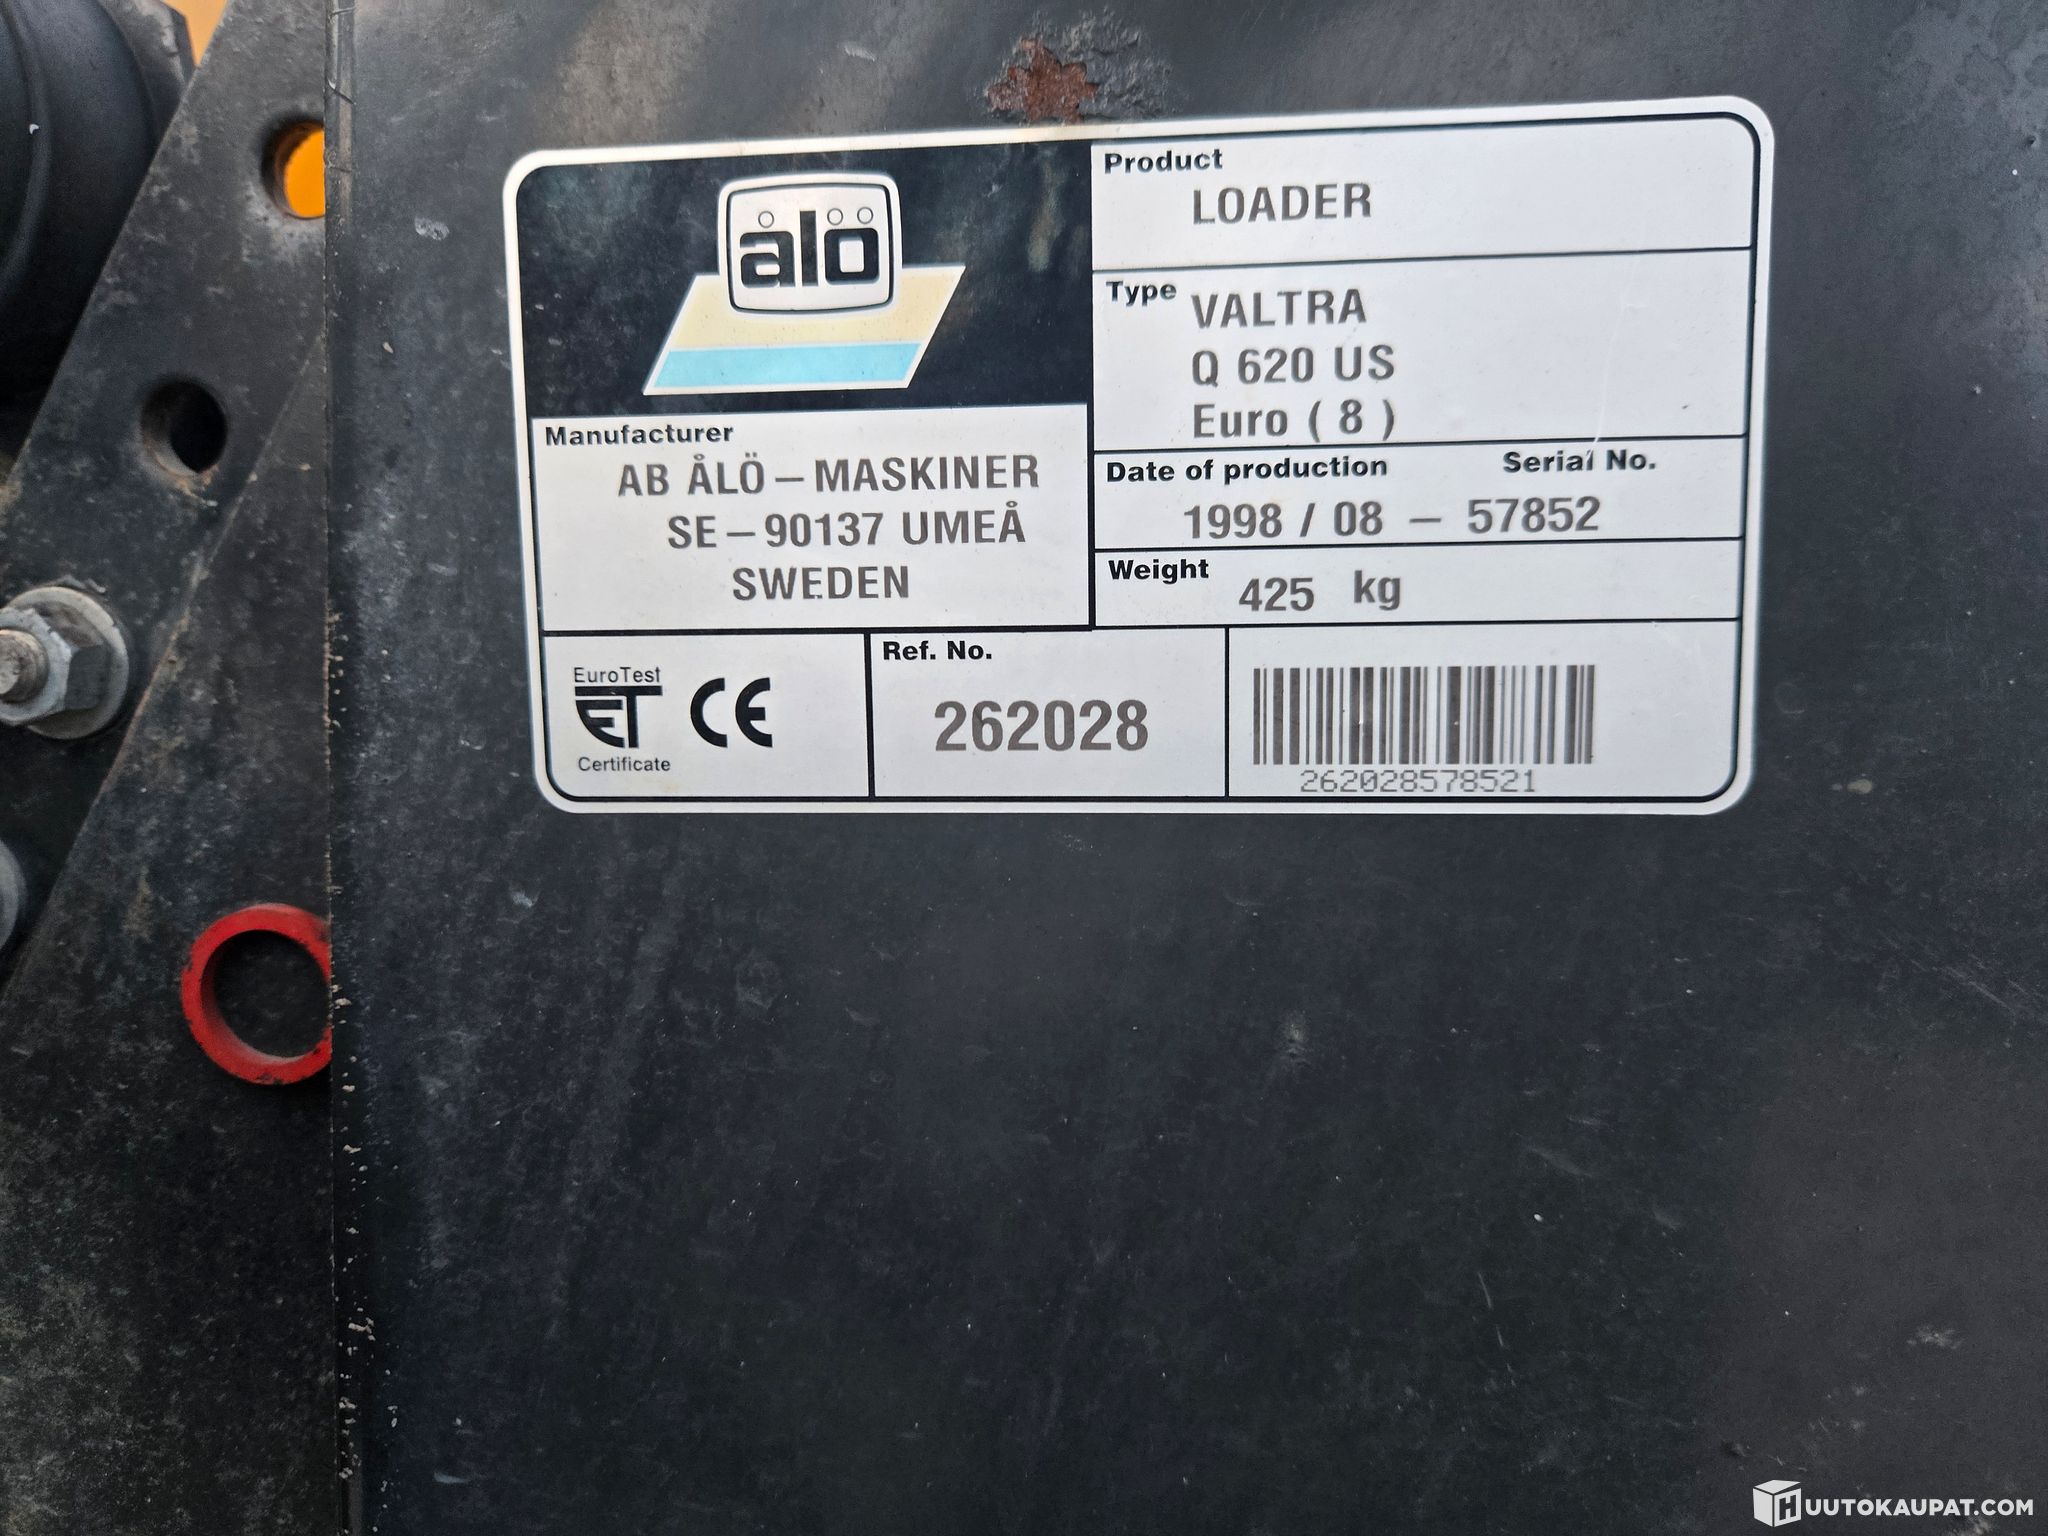 ålö
Product
LOADER
Type
VALTRA
Q 620 US
Euro ( 8 )
Manufacturer
AB ÅLÖ – MASKINER
SE – 90137 UMEÅ
SWEDEN
Date of production
Serial No.
1998 / 08 – 57852
Weight
425 kg
EuroTest
ET
CE
Certificate
Ref. No.
262028
262028578521
HUUTOKAUPAT.COM